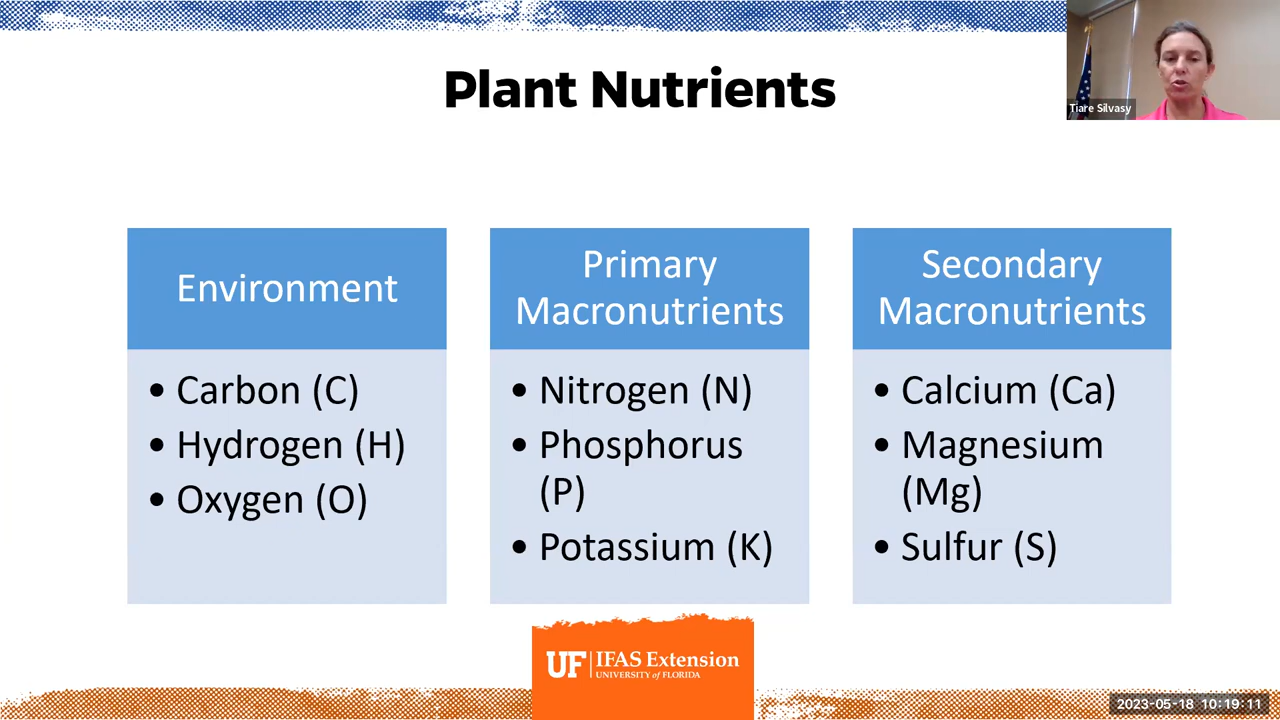 Plant Nutrients
Tiare Silvasy
Environment
• Carbon (C)
• Hydrogen (H)
• Oxygen (O)
Primary
Macronutrients
• Nitrogen (N)
• Phosphorus
(P)
• Potassium (K)
Secondary
Macronutrients
• Calcium (Ca)
• Magnesium
(Mg)
• Sulfur (S)
UF IFAS Extension
UNIVERSITY of FLORIDA
2023-05-18 10:19:11